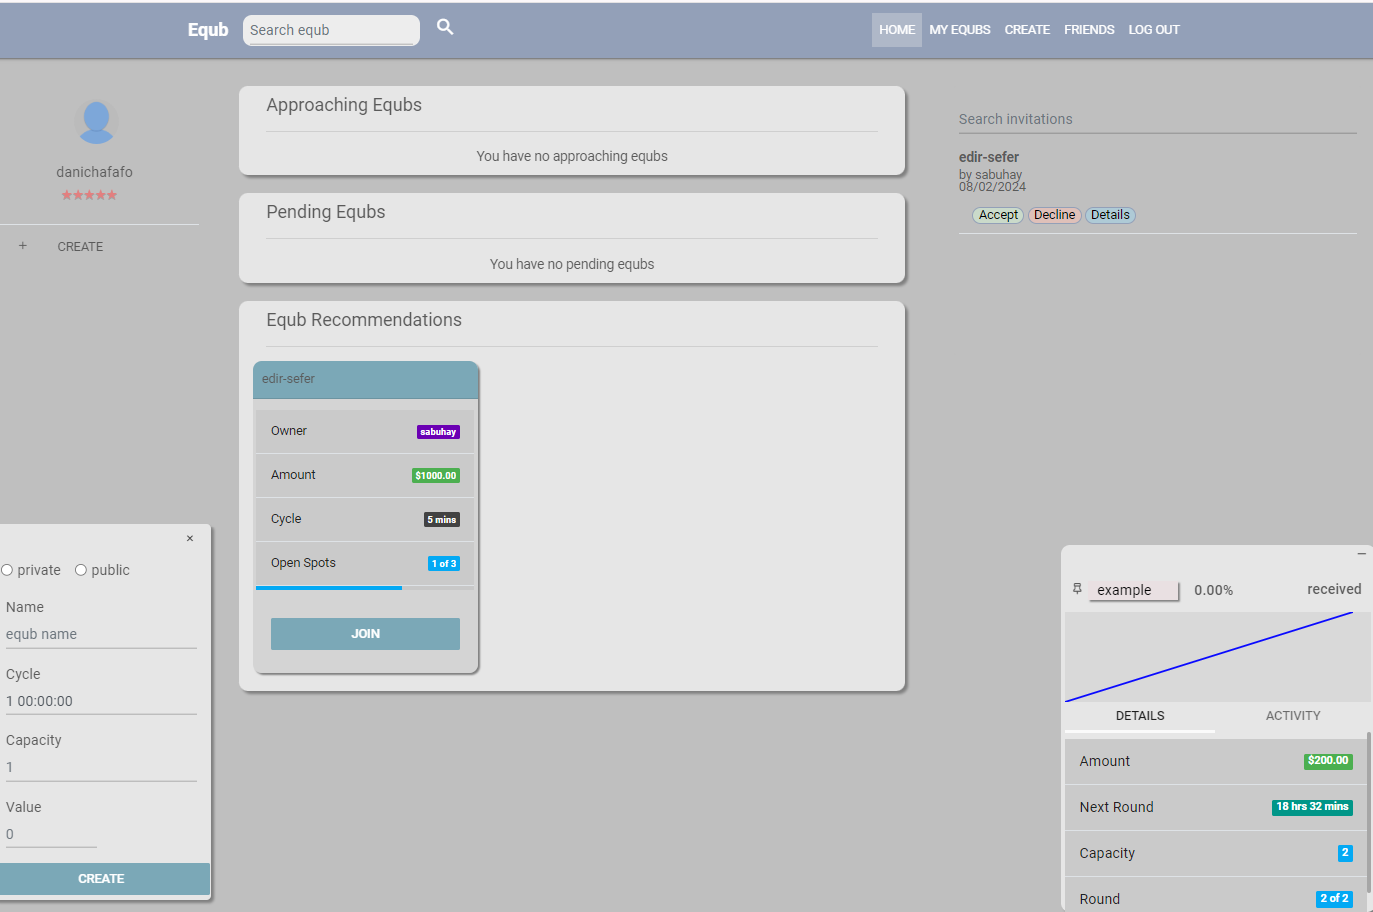 Equb
Search equb
HOME MY EQUBS CREATE FRIENDS LOG OUT
danichafafo
+ CREATE
Approaching Equbs
You have no approaching equbs
Pending Equbs
You have no pending equbs
Equb Recommendations
edir-sefer
Owner sabuhay
Amount $1000.00
Cycle 5 mins
Open Spots 1 of 3
JOIN
Search invitations
edir-sefer
by sabuhay
08/02/2024
Accept Decline Details
×
private public
Name
equb name
Cycle
1 00:00:00
Capacity
1
Value
0
CREATE
example 0.00% received
DETAILS ACTIVITY
Amount $200.00
Next Round 18 hrs 32 mins
Capacity 2
Round 2 of 2